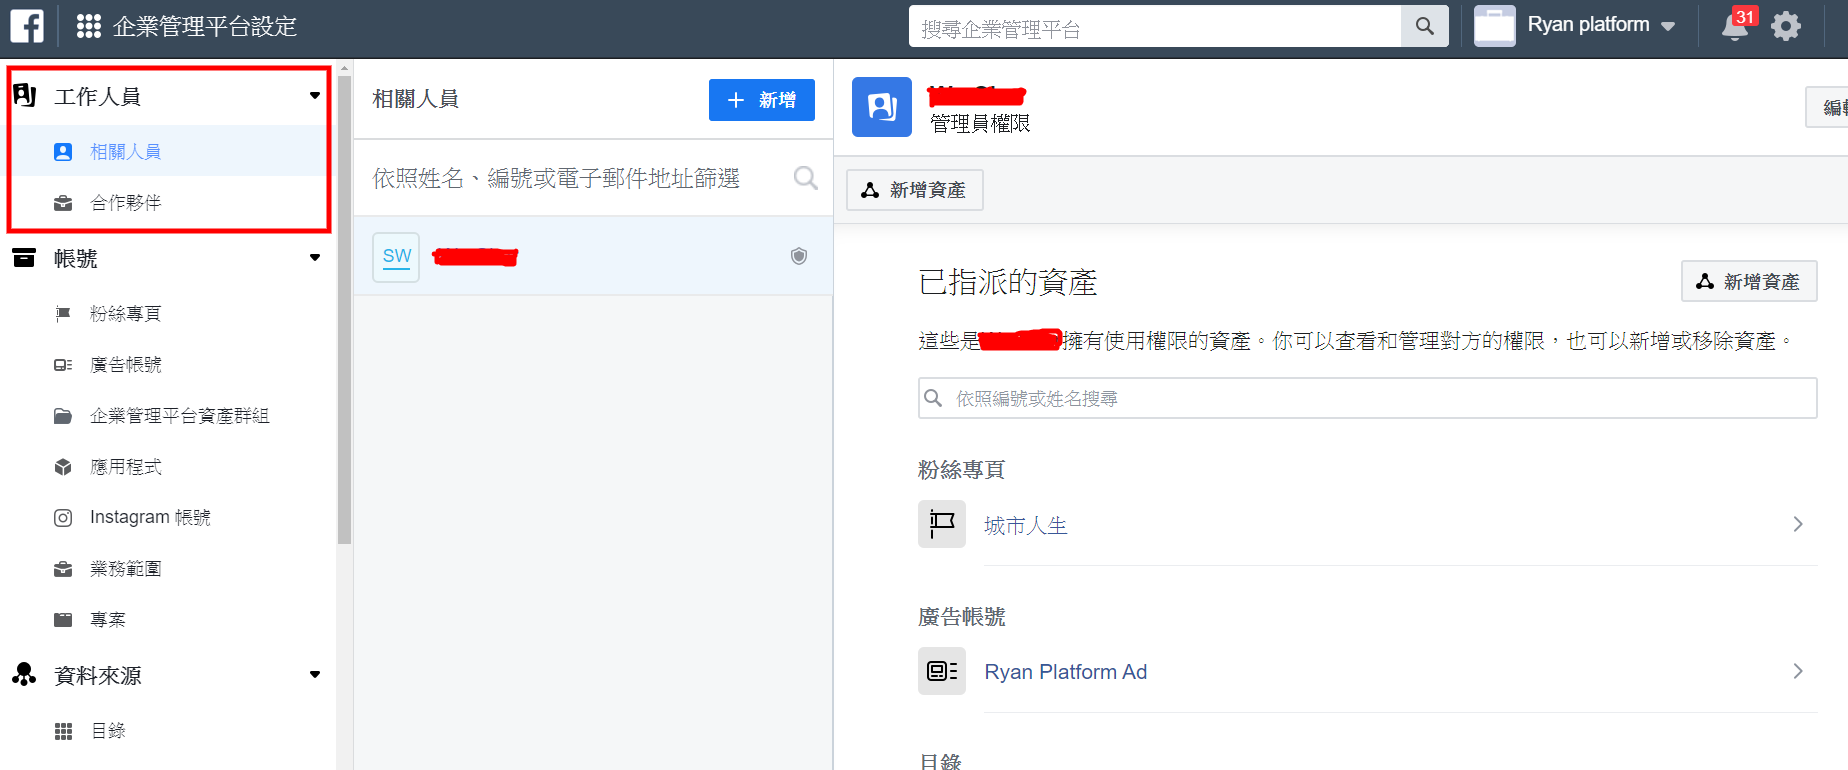 企業管理平台設定
搜尋企業管理平台
Ryan platform
31
工作人員
相關人員
合作夥伴
帳號
粉絲專頁
廣告帳號
企業管理平台資產群組
應用程式
Instagram 帳號
業務範圍
專案
資料來源
目錄
相關人員
+ 新增
依照姓名、編號或電子郵件地址篩選
SW
管理員權限
編輯
新增資產
已指派的資產
新增資產
這些是擁有使用權限的資產。你可以查看和管理對方的權限，也可以新增或移除資產。
依照編號或姓名搜尋
粉絲專頁
城市人生
廣告帳號
Ryan Platform Ad
目錄